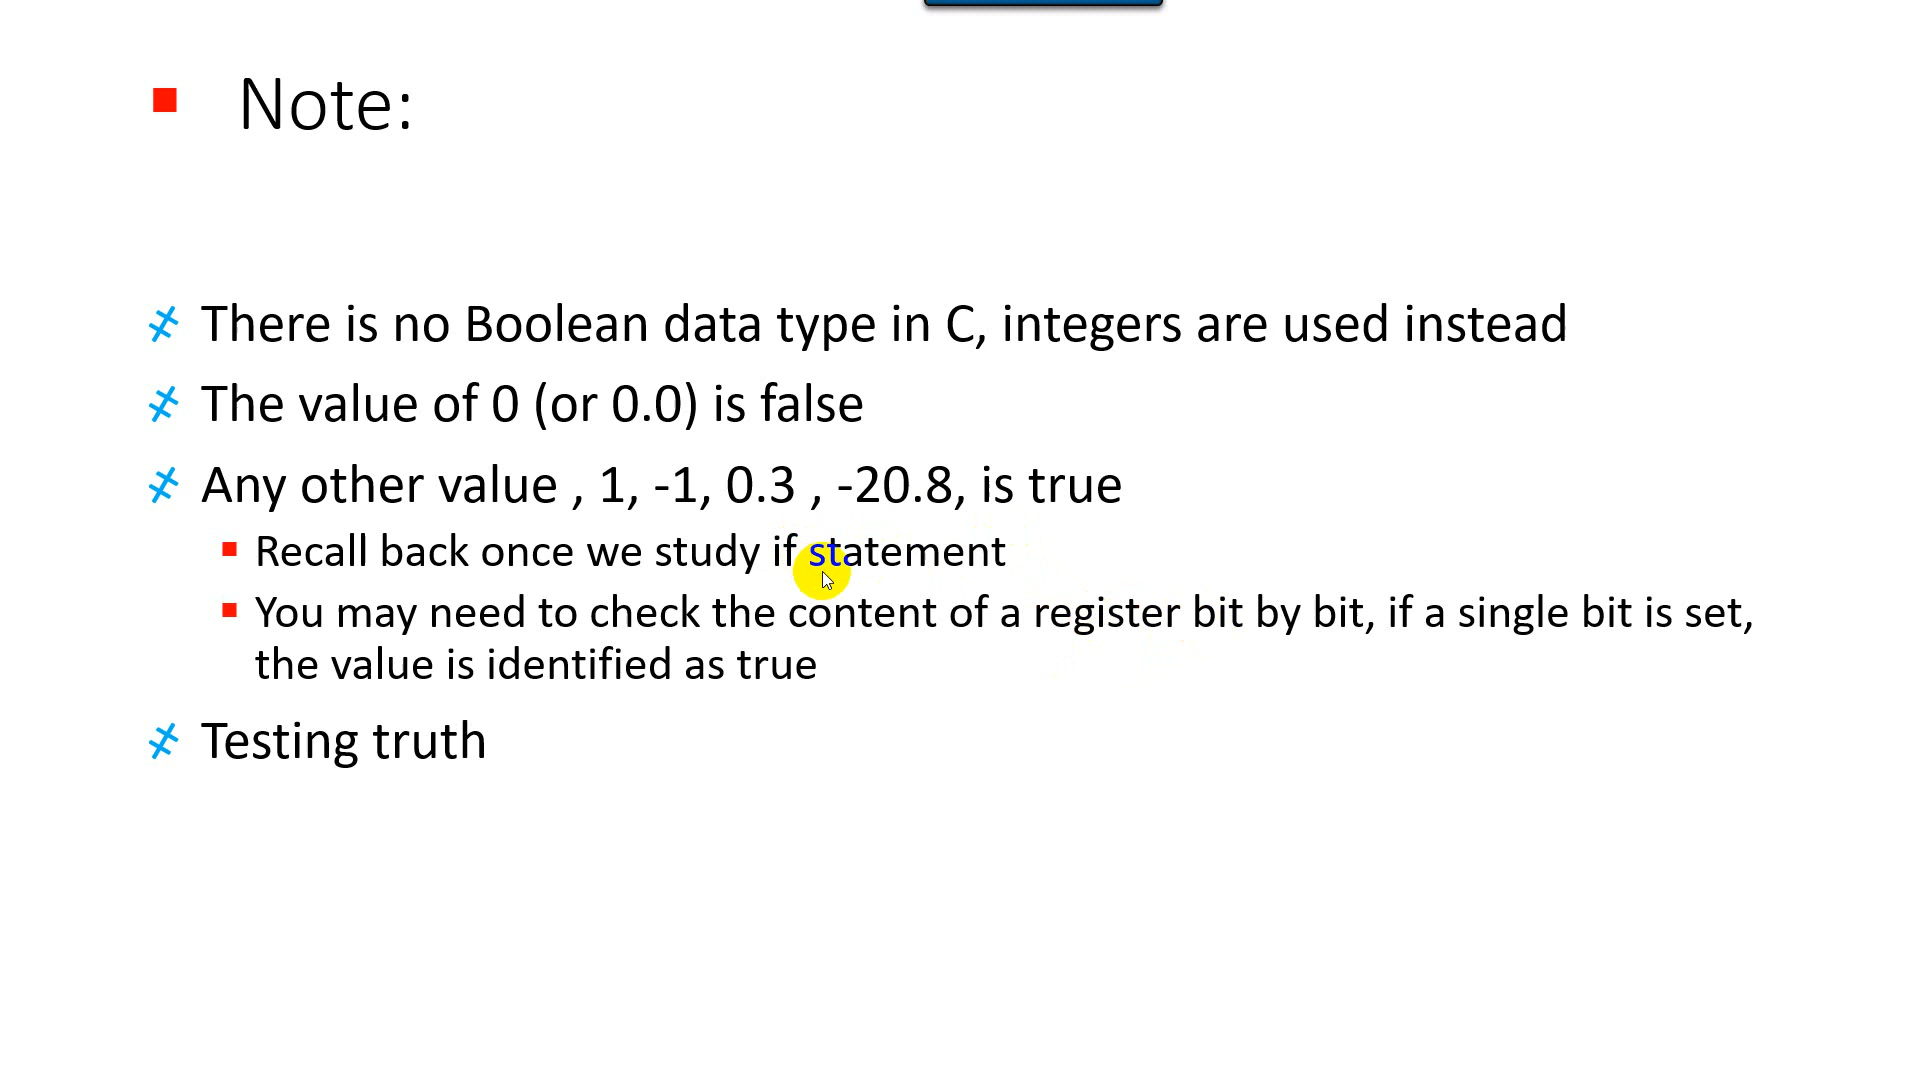 Note:
There is no Boolean data type in C, integers are used instead
The value of 0 (or 0.0) is false
Any other value , 1, -1, 0.3 , -20.8, is true
Recall back once we study if statement
You may need to check the content of a register bit by bit, if a single bit is set,
the value is identified as true
Testing truth